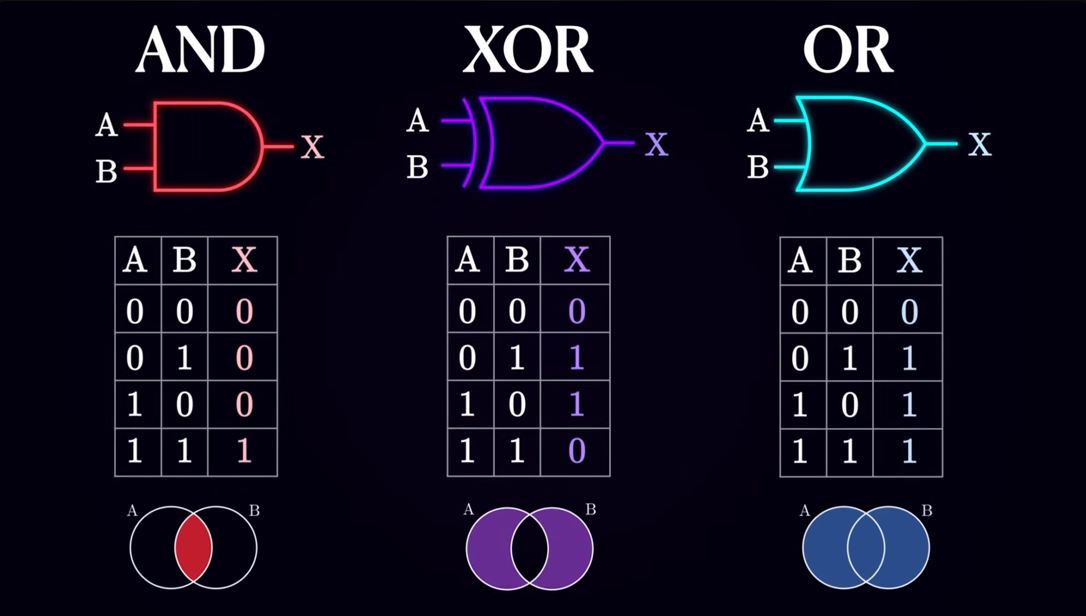 AND XOR OR
A A A
X X X
B B B
A B X A B X A B X
0 0 0 0 0 0 0 0 0
0 1 0 0 1 1 0 1 1
1 0 0 1 0 1 1 0 1
1 1 1 1 1 0 1 1 1
A B A B A B